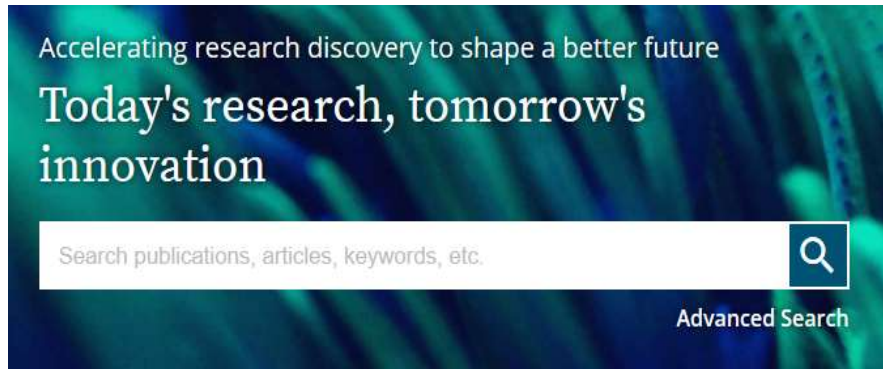 Accelerating research discovery to shape a better future
Today's research, tomorrow's
innovation
Search publications, articles, keywords, etc.
Advanced Search